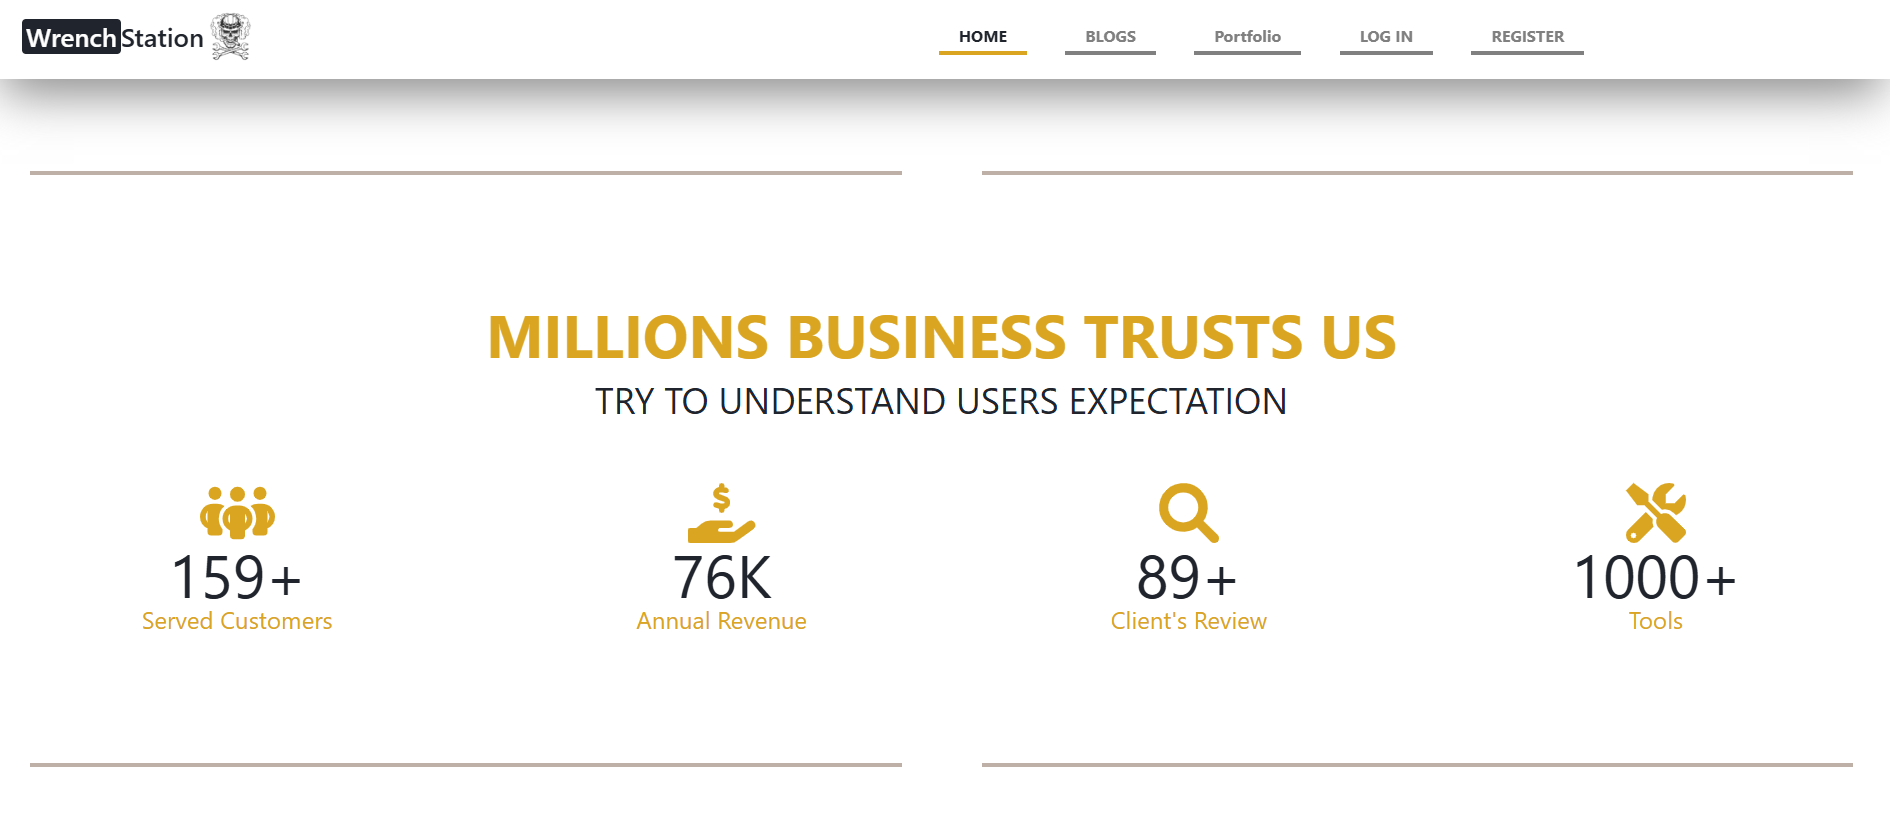 WrenchStation
HOME BLOGS Portfolio LOG IN REGISTER
MILLIONS BUSINESS TRUSTS US
TRY TO UNDERSTAND USERS EXPECTATION
159+ 76K 89+ 1000+
Served Customers Annual Revenue Client's Review Tools